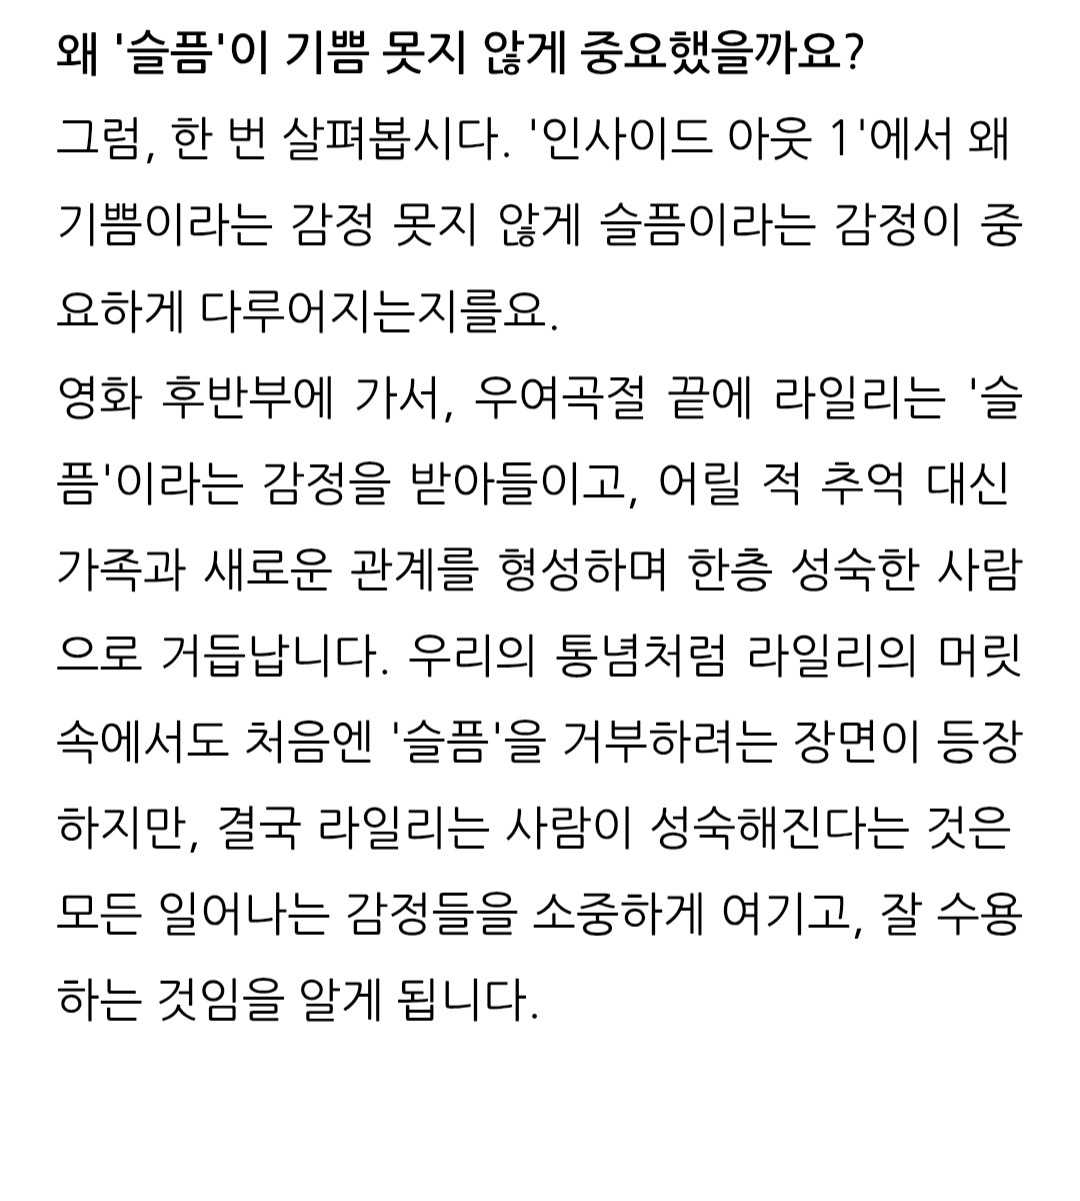 왜 '슬픔'이 기쁨 못지 않게 중요했을까요?
그럼, 한 번 살펴봅시다. '인사이드 아웃 1'에서 왜
기쁨이라는 감정 못지 않게 슬픔이라는 감정이 중
요하게 다루어지는지를요.
영화 후반부에 가서, 우여곡절 끝에 라일리는 '슬
픔'이라는 감정을 받아들이고, 어릴 적 추억 대신
가족과 새로운 관계를 형성하며 한층 성숙한 사람
으로 거듭납니다. 우리의 통념처럼 라일리의 머릿
속에서도 처음엔 '슬픔'을 거부하려는 장면이 등장
하지만, 결국 라일리는 사람이 성숙해진다는 것은
모든 일어나는 감정들을 소중하게 여기고, 잘 수용
하는 것임을 알게 됩니다.